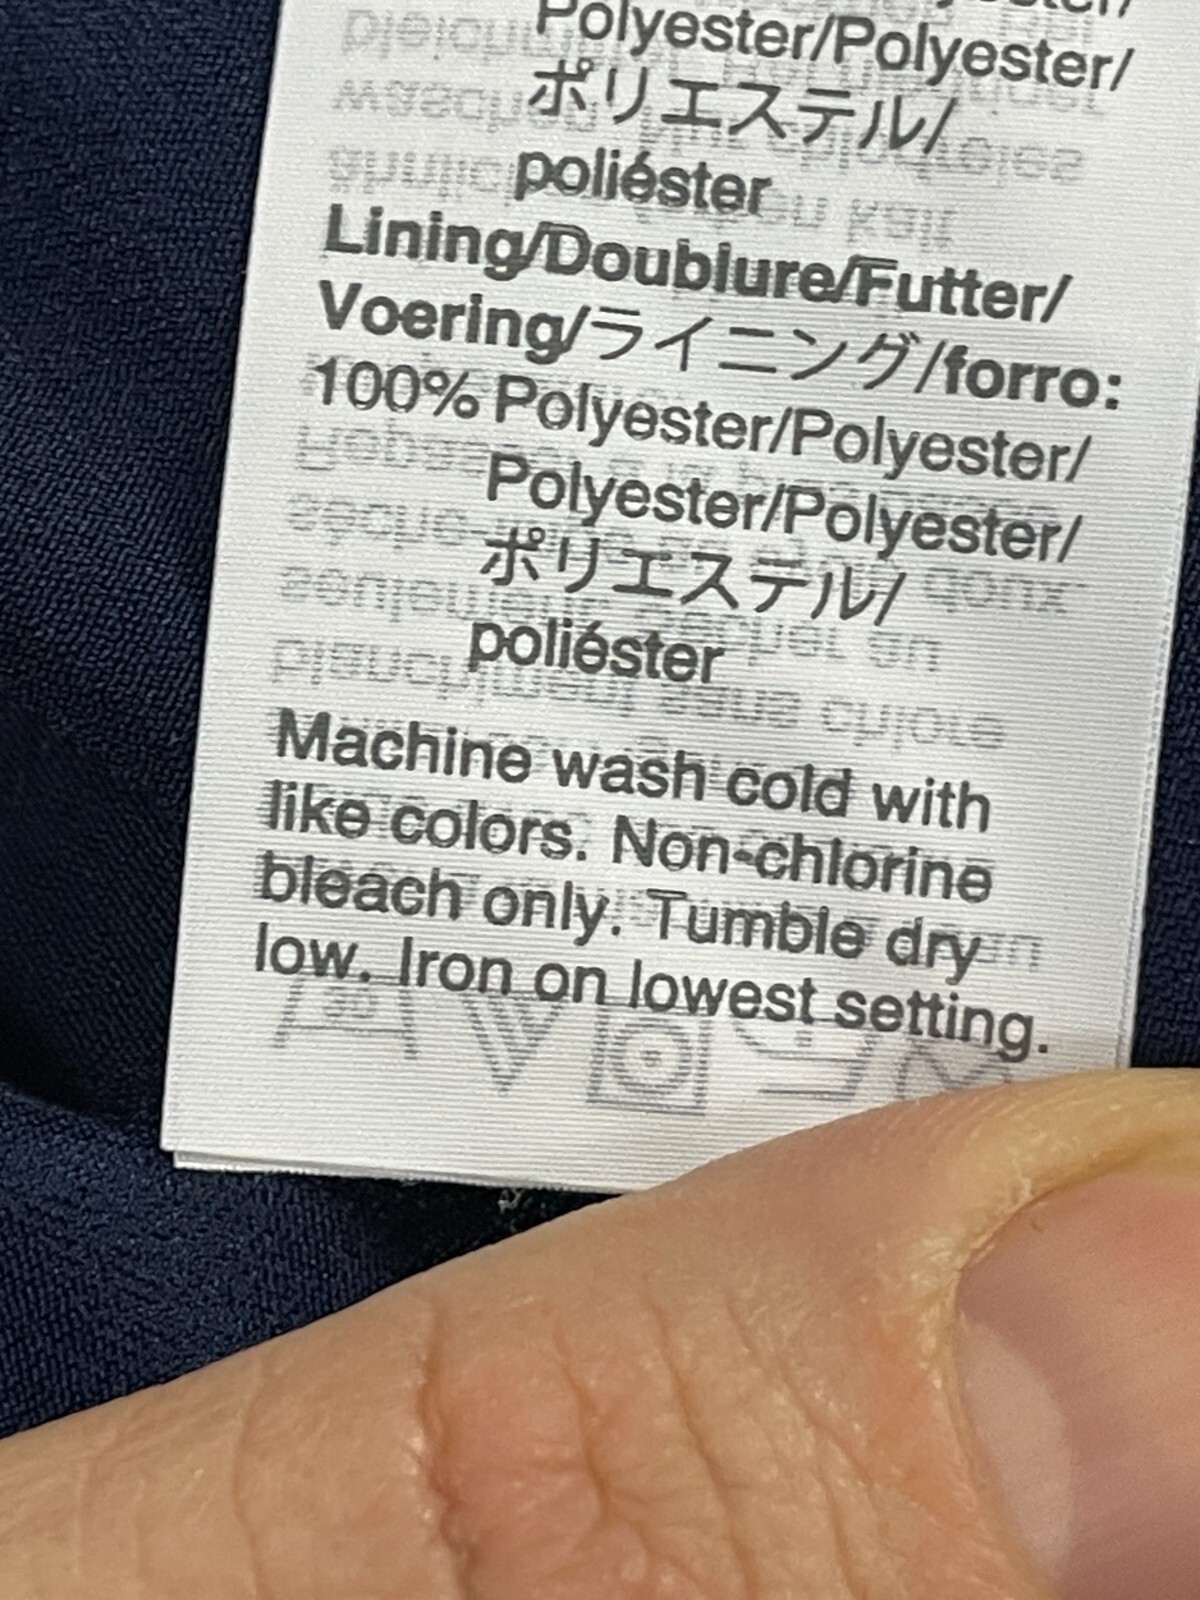 Polyester/Polyester/
ポリエステル/
poliéster
Lining/Doublure/Futter/
Voering/ライニング/forro:
100% Polyester/Polyester/
Polyester/Polyester/
ポリエステル/
poliéster
Machine wash cold with
like colors. Non-chlorine
bleach only. Tumble dry
low. Iron on lowest setting.